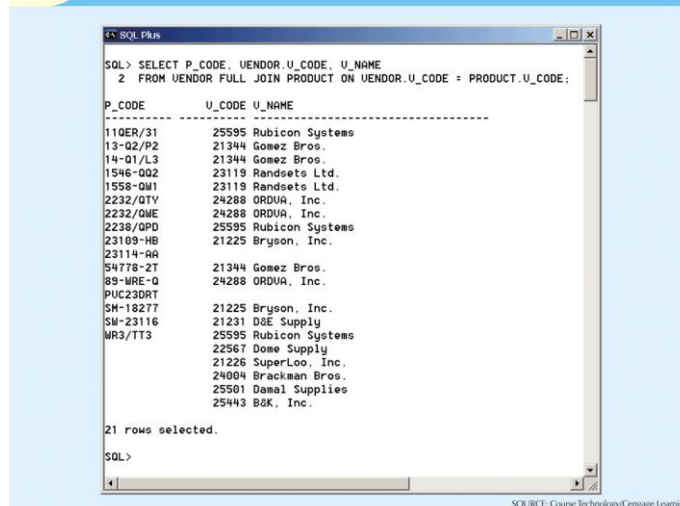 SQL Plus
SQL> SELECT P_CODE, VENDOR.V_CODE, V_NAME
2 FROM VENDOR FULL JOIN PRODUCT ON VENDOR.V_CODE = PRODUCT.V_CODE;
P_CODE V_CODE V_NAME
---------- ---------- -----------------------------------
11QER/31 25595 Rubicon Systems
13-Q2/P2 21344 Gomez Bros.
14-Q1/L3 21344 Gomez Bros.
1546-QQ2 23119 Randsets Ltd.
1558-QW1 23119 Randsets Ltd.
2232/QTY 24288 ORDVA, Inc.
2232/QWE 24288 ORDVA, Inc.
2238/QPD 25595 Rubicon Systems
23109-HB 21225 Bryson, Inc.
23114-AA
54778-2T 21344 Gomez Bros.
89-WRE-Q 24288 ORDVA, Inc.
PVC23DRT
SM-18277 21225 Bryson, Inc.
SW-23116 21231 D&E Supply
WR3/TT3 25595 Rubicon Systems
22567 Dome Supply
21226 SuperLoo, Inc.
24004 Brackman Bros.
25501 Damal Supplies
25443 B&K, Inc.
21 rows selected.
SQL>
SOURCE: Course Technology/Cengage Learni